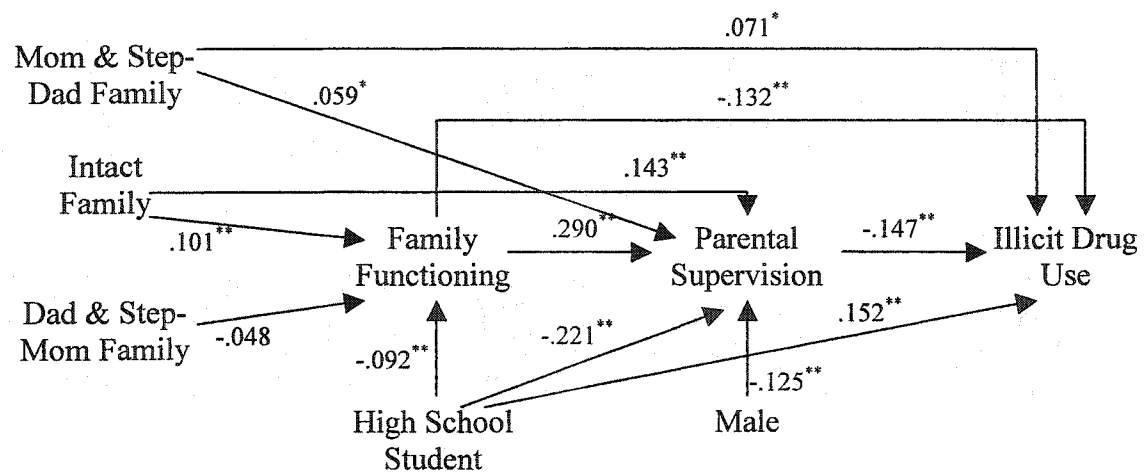 .071*
Mom & Step-
Dad Family
.059*
-.132**
Intact
Family
.143**
.101**
Family
Functioning
.290**
Parental
Supervision
-.147**
Illicit Drug
Use
Dad & Step-
Mom Family
-.048
-.092**
-.221**
.152**
-.125**
High School
Student
Male